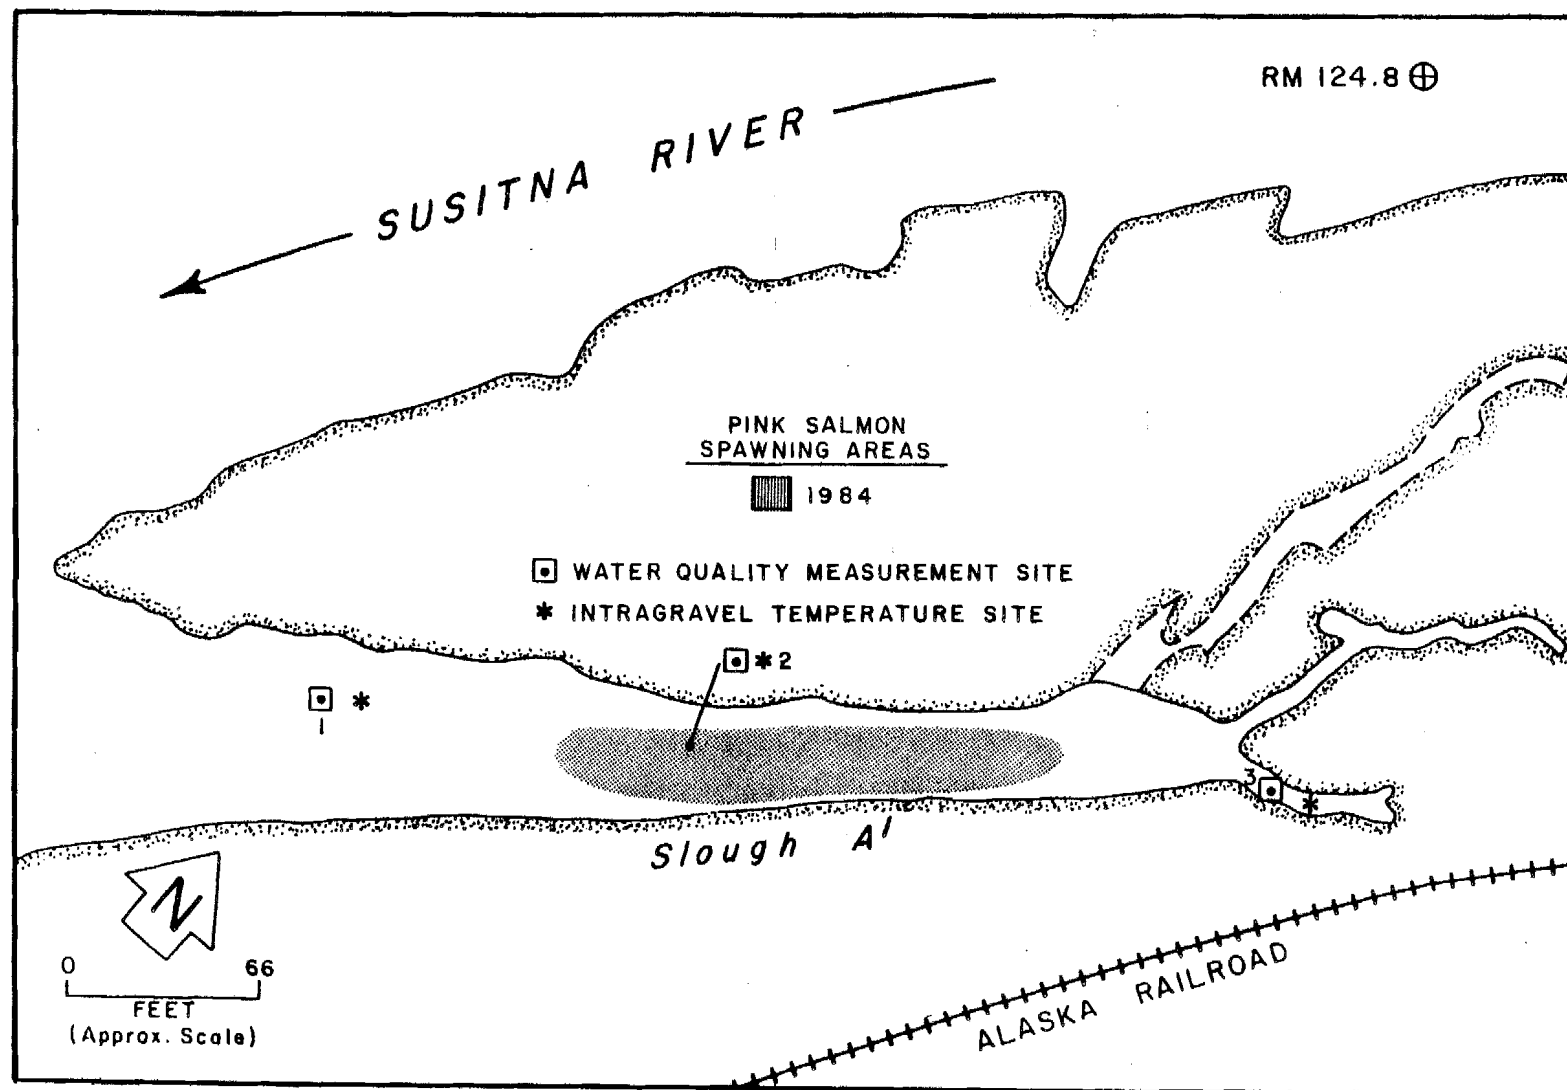 RM 124.8
SUSITNA RIVER
PINK SALMON
SPAWNING AREAS
1984
WATER QUALITY MEASUREMENT SITE
* INTRAGRAVEL TEMPERATURE SITE
*2
*
1
3
*
Slough A'
N
0 66
FEET
(Approx. Scale)
ALASKA RAILROAD